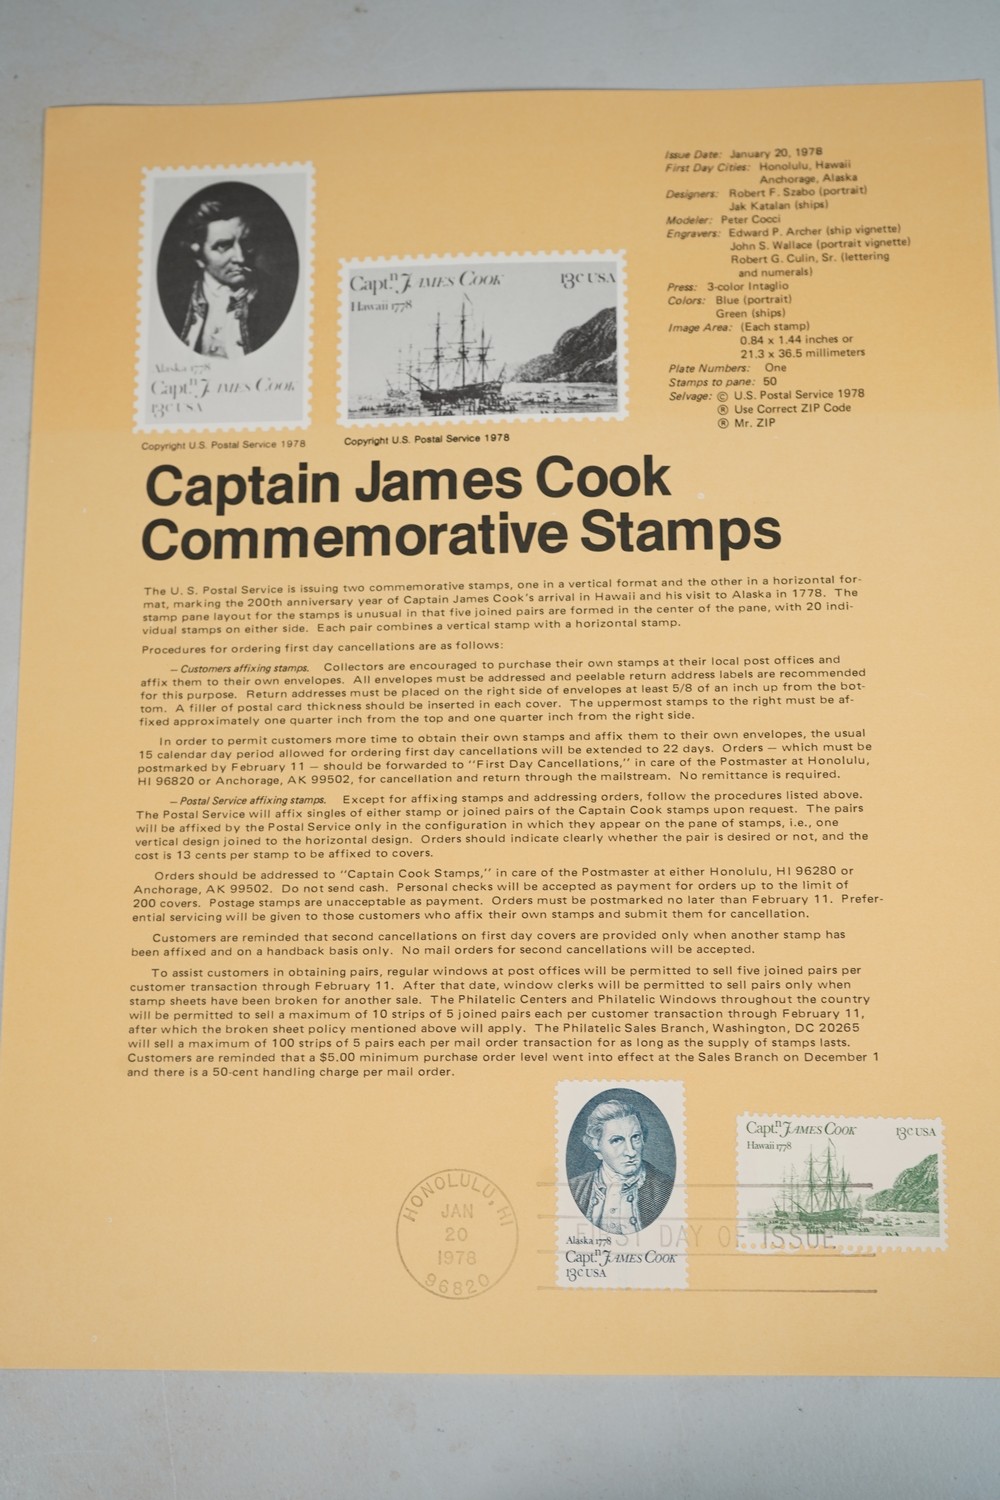 Alaska 1778
Capt.n JAMES COOK
13c USA
Copyright U.S. Postal Service 1978
Capt.n JAMES COOK 13c USA
Hawaii 1778
Copyright U.S. Postal Service 1978
Issue Date: January 20, 1978
First Day Cities: Honolulu, Hawaii
Anchorage, Alaska
Designers: Robert F. Szabo (portrait)
Jak Katalan (ships)
Modeler: Peter Cocci
Engravers: Edward P. Archer (ship vignette)
John S. Wallace (portrait vignette)
Robert G. Culin, Sr. (lettering
and numerals)
Press: 3-color Intaglio
Colors: Blue (portrait)
Green (ships)
Image Area: (Each stamp)
0.84 x 1.44 inches or
21.3 x 36.5 millimeters
Plate Numbers: One
Stamps to pane: 50
Selvage: © U.S. Postal Service 1978
® Use Correct ZIP Code
® Mr. ZIP
Captain James Cook
Commemorative Stamps
The U. S. Postal Service is issuing two commemorative stamps, one in a vertical format and the other in a horizontal for-
mat, marking the 200th anniversary year of Captain James Cook's arrival in Hawaii and his visit to Alaska in 1778. The
stamp pane layout for the stamps is unusual in that five joined pairs are formed in the center of the pane, with 20 indi-
vidual stamps on either side. Each pair combines a vertical stamp with a horizontal stamp.
Procedures for ordering first day cancellations are as follows:
– Customers affixing stamps. Collectors are encouraged to purchase their own stamps at their local post offices and
affix them to their own envelopes. All envelopes must be addressed and peelable return address labels are recommended
for this purpose. Return addresses must be placed on the right side of envelopes at least 5/8 of an inch up from the bot-
tom. A filler of postal card thickness should be inserted in each cover. The uppermost stamps to the right must be af-
fixed approximately one quarter inch from the top and one quarter inch from the right side.
In order to permit customers more time to obtain their own stamps and affix them to their own envelopes, the usual
15 calendar day period allowed for ordering first day cancellations will be extended to 22 days. Orders – which must be
postmarked by February 11 – should be forwarded to "First Day Cancellations," in care of the Postmaster at Honolulu,
HI 96820 or Anchorage, AK 99502, for cancellation and return through the mailstream. No remittance is required.
– Postal Service affixing stamps. Except for affixing stamps and addressing orders, follow the procedures listed above.
The Postal Service will affix singles of either stamp or joined pairs of the Captain Cook stamps upon request. The pairs
will be affixed by the Postal Service only in the configuration in which they appear on the pane of stamps, i.e., one
vertical design joined to the horizontal design. Orders should indicate clearly whether the pair is desired or not, and the
cost is 13 cents per stamp to be affixed to covers.
Orders should be addressed to "Captain Cook Stamps," in care of the Postmaster at either Honolulu, HI 96280 or
Anchorage, AK 99502. Do not send cash. Personal checks will be accepted as payment for orders up to the limit of
200 covers. Postage stamps are unacceptable as payment. Orders must be postmarked no later than February 11. Prefer-
ential servicing will be given to those customers who affix their own stamps and submit them for cancellation.
Customers are reminded that second cancellations on first day covers are provided only when another stamp has
been affixed and on a handback basis only. No mail orders for second cancellations will be accepted.
To assist customers in obtaining pairs, regular windows at post offices will be permitted to sell five joined pairs per
customer transaction through February 11. After that date, window clerks will be permitted to sell pairs only when
stamp sheets have been broken for another sale. The Philatelic Centers and Philatelic Windows throughout the country
will be permitted to sell a maximum of 10 strips of 5 joined pairs each per customer transaction through February 11,
after which the broken sheet policy mentioned above will apply. The Philatelic Sales Branch, Washington, DC 20265
will sell a maximum of 100 strips of 5 pairs each per mail order transaction for as long as the supply of stamps lasts.
Customers are reminded that a $5.00 minimum purchase order level went into effect at the Sales Branch on December 1
and there is a 50-cent handling charge per mail order.
HONOLULU, HI
JAN
20
1978
96820
FIRST DAY OF ISSUE
Alaska 1778
Capt.n JAMES COOK
13c USA
Capt.n JAMES COOK 13c USA
Hawaii 1778